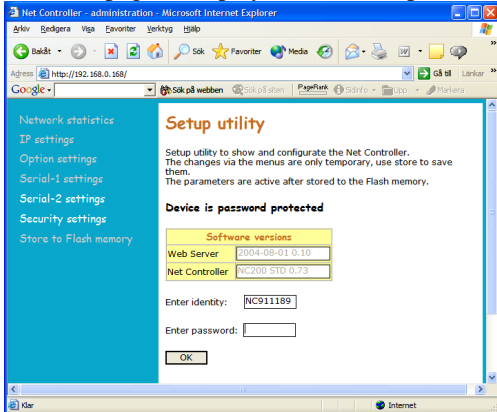 Net Controller - administration - Microsoft Internet Explorer
Arkiv Redigera Visa Favoriter Verktyg Hjälp
Bakåt Sök Favoriter Media
Adress http://192.168.0.168/ Gå till Länkar
Google Sök på webben Sök på siten PageRank Sidinfo Upp Markera
Network statistics
IP settings
Option settings
Serial-1 settings
Serial-2 settings
Security settings
Store to Flash memory
Setup utility
Setup utility to show and configurate the Net Controller.
The changes via the menus are only temporary, use store to save
them.
The parameters are active after stored to the Flash memory.
Device is password protected
Software versions
Web Server 2004-08-01 0.10
Net Controller NC200 STD 0.73
Enter identity: NC911189
Enter password:
OK
Klar Internet